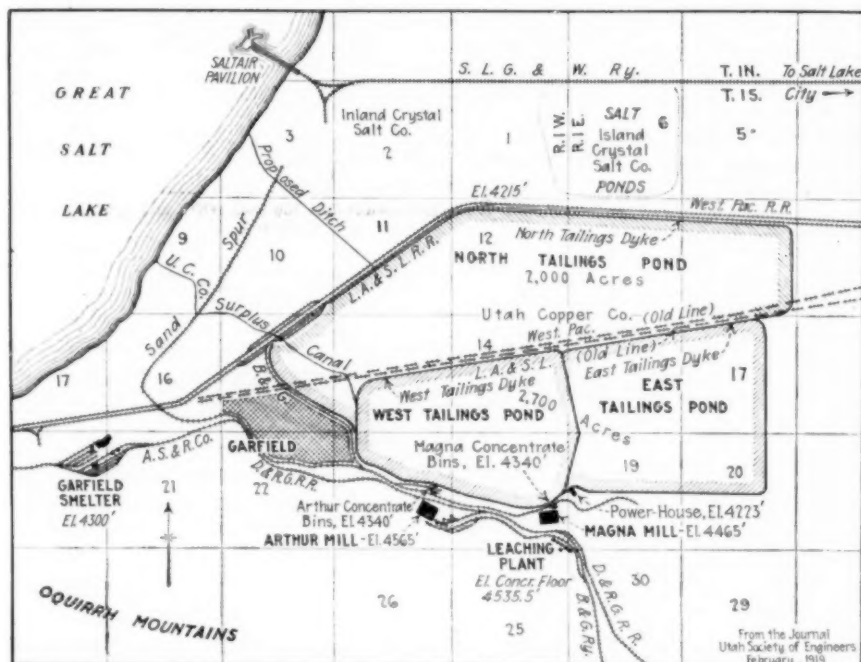 SALTAIR
PAVILION
S. L. G. & W. Ry.
T. IN.
To Salt Lake
T. IS.
City
GREAT
SALT
LAKE
3
Inland Crystal
Salt Co.
2
1
R. I W.
R. I E.
SALT
6
Island
Crystal
Salt Co.
PONDS
5
Proposed Ditch
El. 4215'
West. Pac. R. R.
9
Spur
10
11
12
North Tailings Dyke
NORTH TAILINGS POND
2,000 Acres
L. A. & S. L. R. R.
U. C. Co.
Surplus
Canal
Sand
Utah Copper Co. (Old Line)
West. Pac.
14
(Old Line)
L. A. & S. L.
East Tailings Dyke
17
16
B. & G.
West Tailings Dyke
WEST TAILINGS POND
2,700
Acres
EAST
TAILINGS POND
17
GARFIELD
Magna Concentrate
Bins, El. 4340'
A. S. & R. Co.
D. & R. G. R. R.
19
20
GARFIELD
SMELTER
El. 4300'
21
22
Arthur Concentrate
Bins, El. 4340'
ARTHUR MILL-El. 4565'
Power-House, El. 4223'
MAGNA MILL-El. 4465'
LEACHING
PLANT
El. Concr. Floor
4535.5'
30
29
D. & R. G. R. R.
B. & G. Ry.
OQUIRRH MOUNTAINS
26
25
From the Journal
Utah Society of Engineers
February, 1919